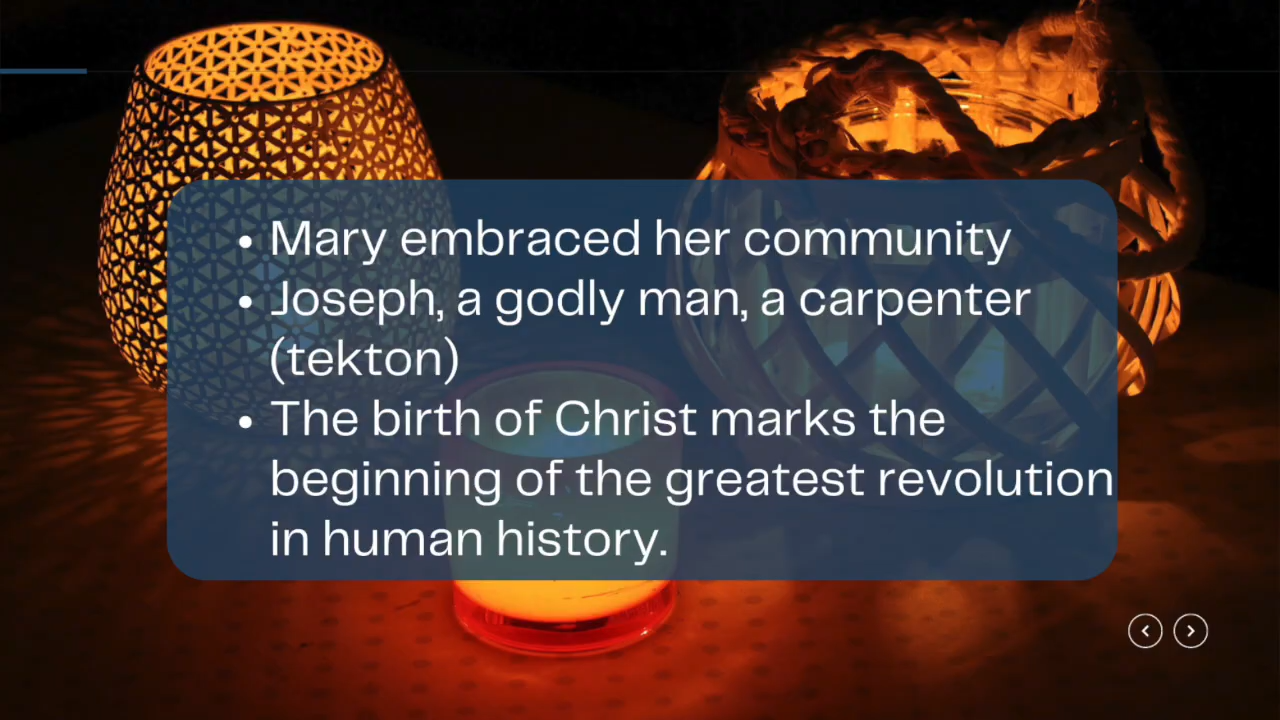 • Mary embraced her community
• Joseph, a godly man, a carpenter
(tekton)
• The birth of Christ marks the
beginning of the greatest revolution
in human history.